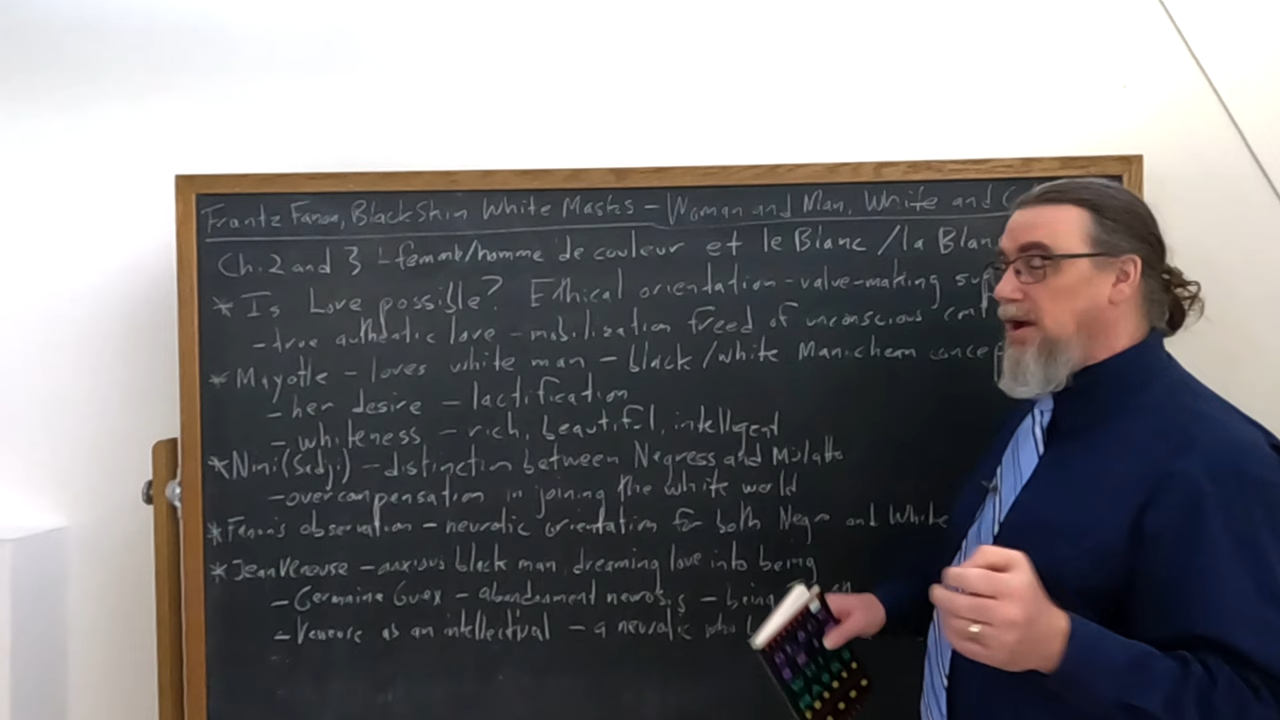 Frantz Fanon, Black Skin White Masks – Woman and Man, White and
Ch. 2 and 3 – femme/homme de couleur et le Blanc /la Blan
* Is Love possible? Ethical orientation – value-making
– true authentic love – mobilization freed of unconscious conf
* Mayotte – loves white man – black/white Manichean concep
– her desire – lactification
– whiteness – rich, beautiful, intelligent
* Nini (Sadji) – distinction between Negress and Mulatto
– overcompensation in joining the white world
* Fanon's observation – neurotic orientation for both Negro and White
* Jean Veneuse – anxious black man dreaming love into being
– Germaine Guex – abandonment neurosis – being
– Veneuse as an intellectual – a neurotic who